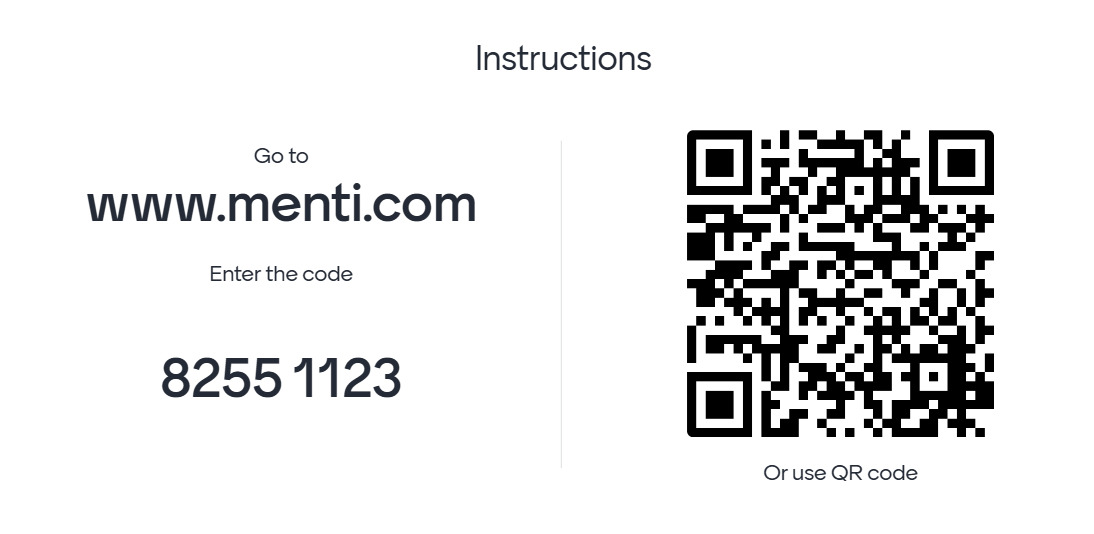 Instructions
Go to
www.menti.com
Enter the code
8255 1123
Or use QR code